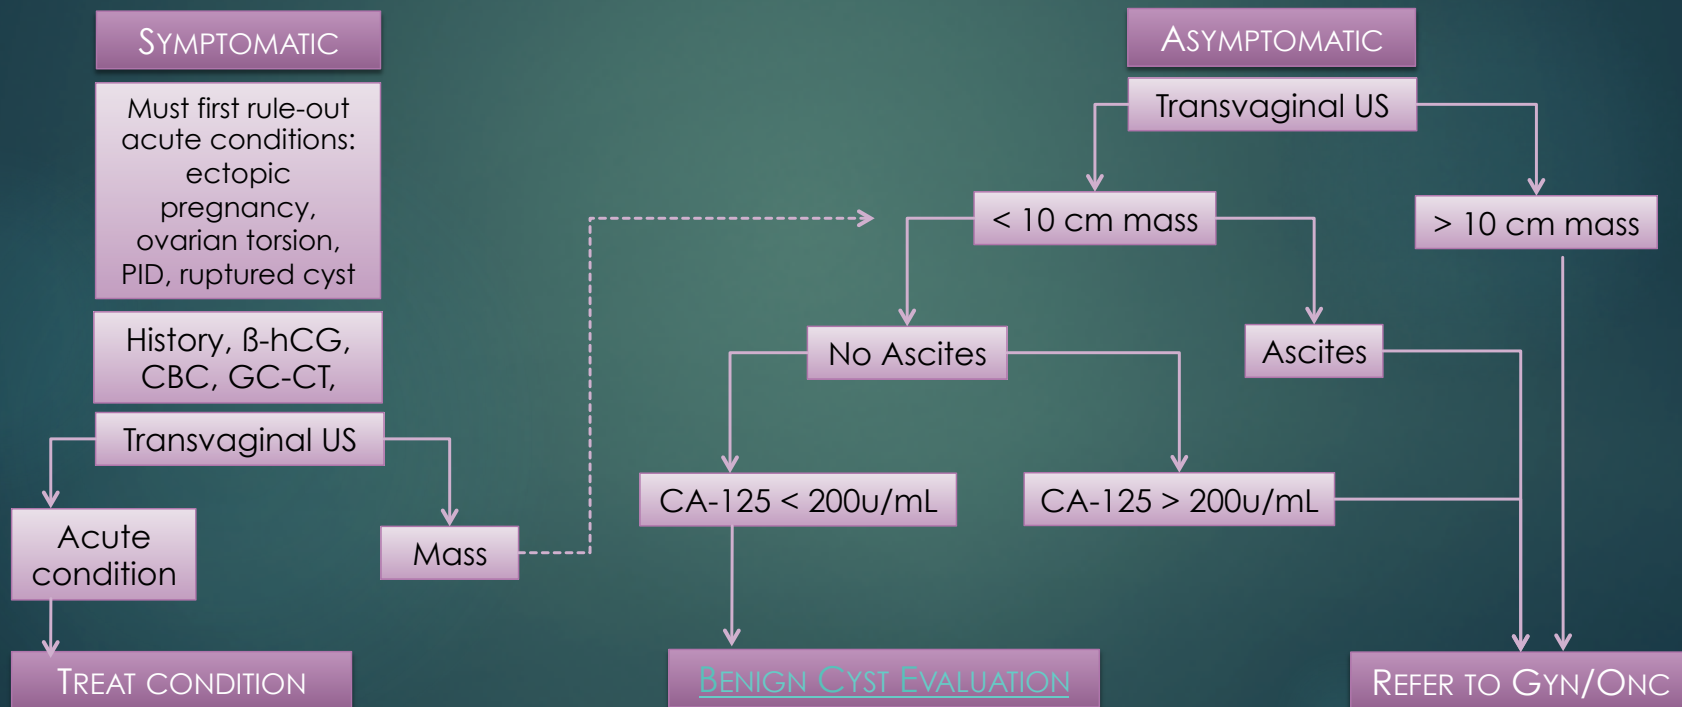 SYMPTOMATIC
Must first rule-out
acute conditions:
ectopic
pregnancy,
ovarian torsion,
PID, ruptured cyst
History, ß-hCG,
CBC, GC-CT,
Transvaginal US
Acute
condition
Mass
TREAT CONDITION
ASYMPTOMATIC
Transvaginal US
< 10 cm mass
> 10 cm mass
No Ascites
Ascites
CA-125 < 200u/mL
CA-125 > 200u/mL
BENIGN CYST EVALUATION
REFER TO GYN/ONC